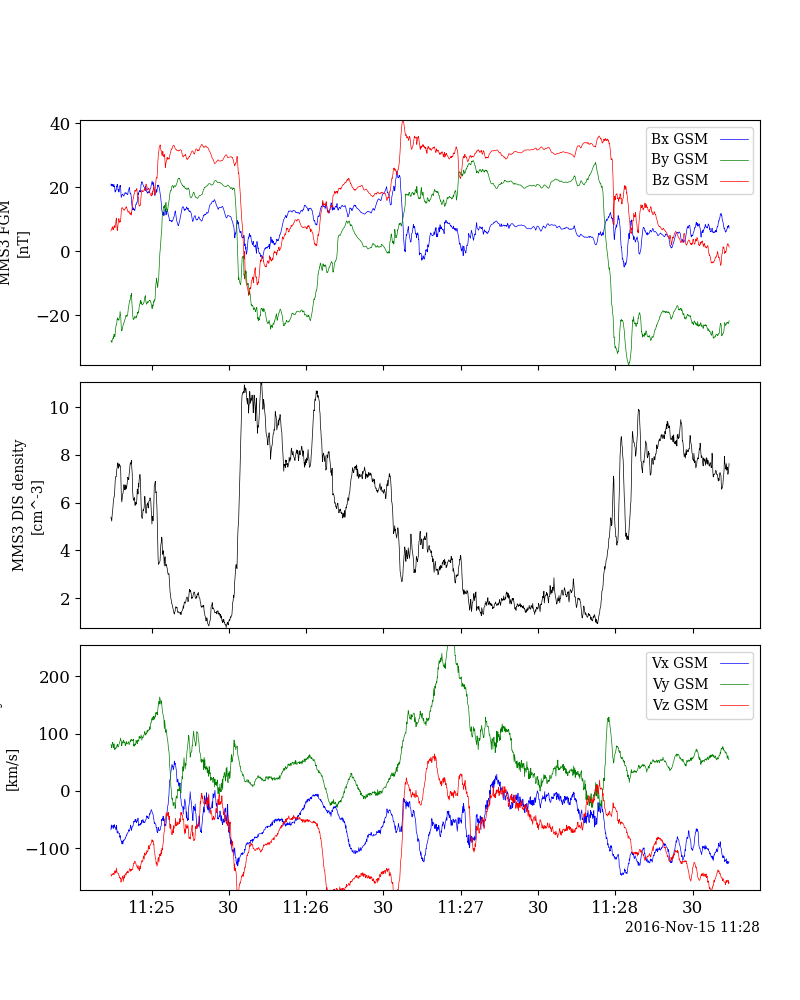 40
20
0
−20
MMS3 FGM
[nT]
Bx GSM
By GSM
Bz GSM
10
8
6
4
2
MMS3 DIS density
[cm^-3]
200
100
0
−100
[km/s]
Vx GSM
Vy GSM
Vz GSM
11:25 30 11:26 30 11:27 30 11:28 30
2016-Nov-15 11:28